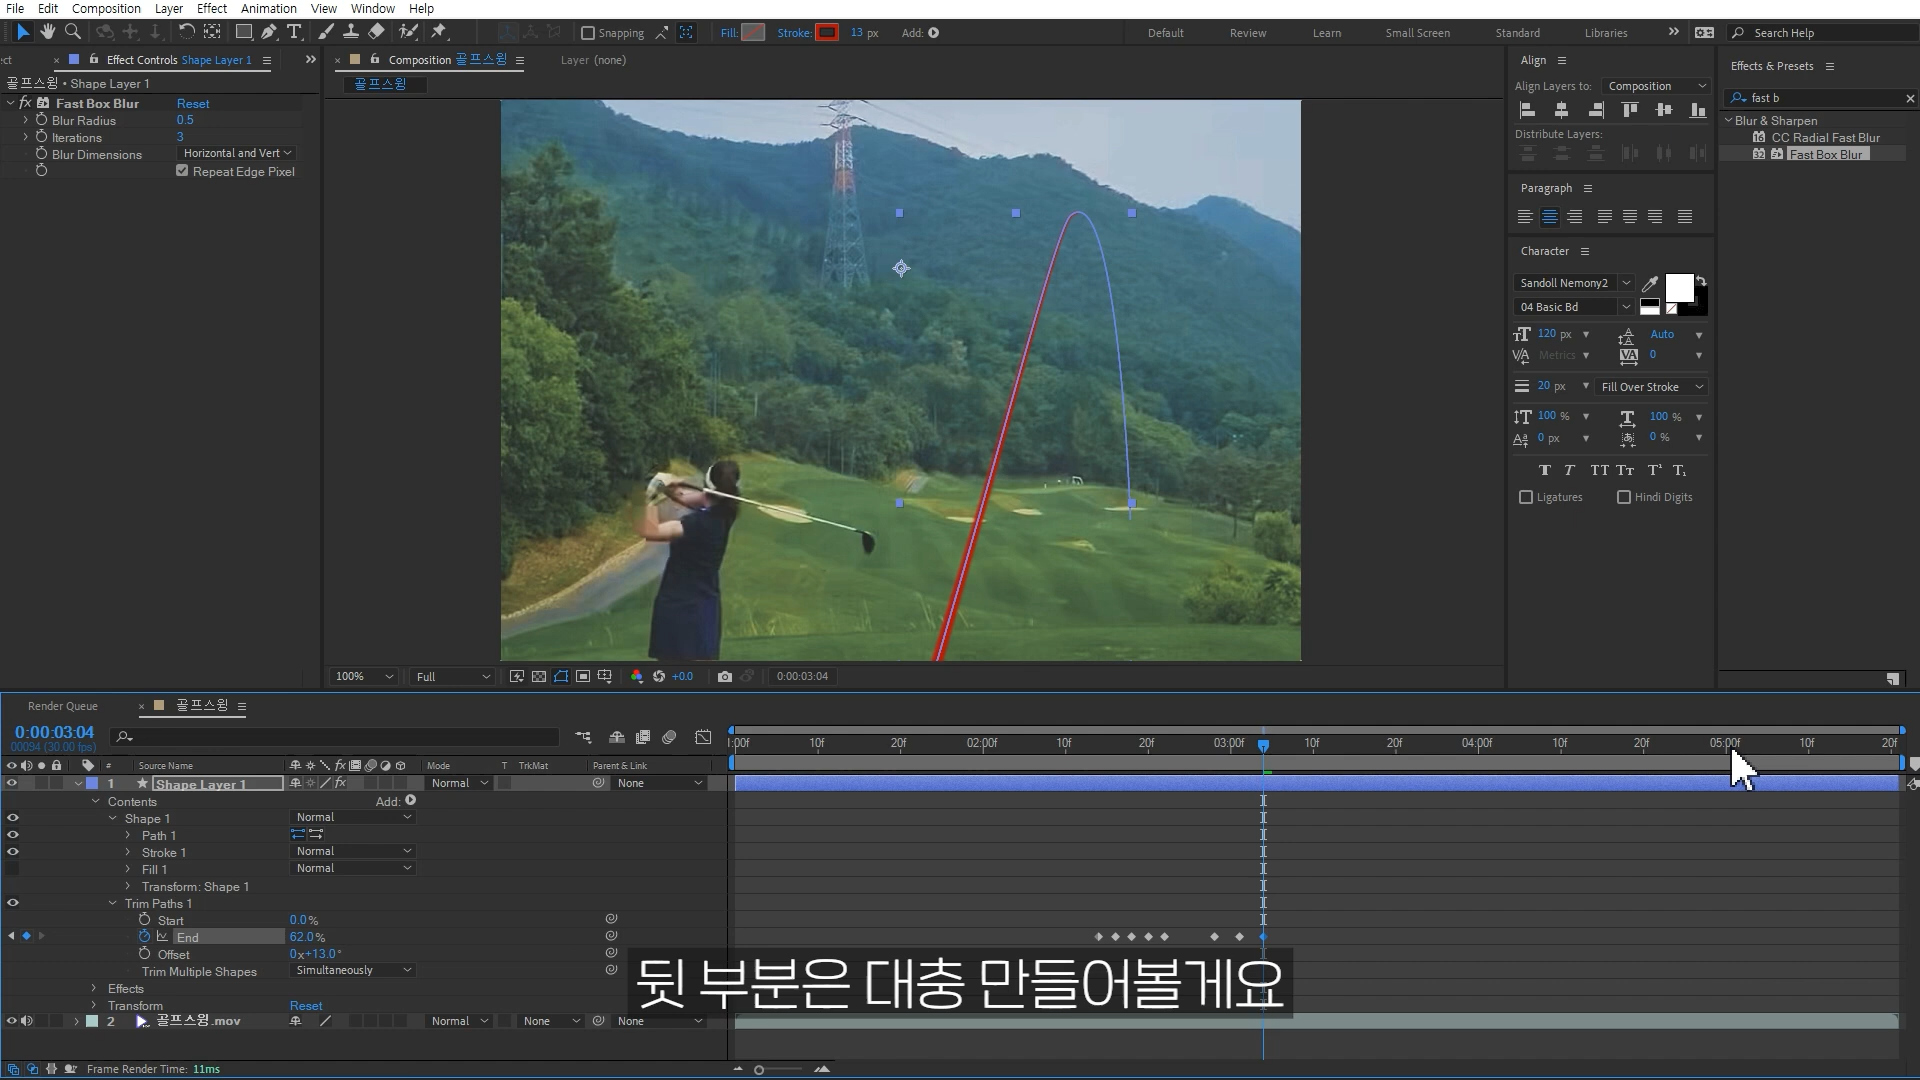 File Edit Composition Layer Effect Animation View Window Help
Snapping Fill: Stroke: 13 px Add: Default Review Learn Small Screen Standard Libraries Search Help
Effect Controls Shape Layer 1
골프스윙 • Shape Layer 1
fx Fast Box Blur Reset
Blur Radius 0.5
Iterations 3
Blur Dimensions Horizontal and Vert
Repeat Edge Pixel
Composition 골프스윙 Layer (none)
골프스윙
100% Full +0.0 0:00:03:04
Align
Align Layers to: Composition
Distribute Layers:
Paragraph
Character
Sandoll Nemony2
04 Basic Bd
120 px Auto
Metrics 0
20 px Fill Over Stroke
100 % 100 %
0 px 0 %
Ligatures Hindi Digits
Effects & Presets
fast b
Blur & Sharpen
CC Radial Fast Blur
Fast Box Blur
Render Queue 골프스윙
0:00:03:04
00094 (30.00 fps)
1:00f 10f 20f 02:00f 10f 20f 03:00f 10f 20f 04:00f 10f 20f 05:00f 10f 20f
# Source Name Mode T TrkMat Parent & Link
1 Shape Layer 1 Normal None
Contents Add:
Shape 1 Normal
Path 1
Stroke 1 Normal
Fill 1 Normal
Transform: Shape 1
Trim Paths 1
Start 0.0%
End 62.0%
Offset 0x+13.0°
Trim Multiple Shapes Simultaneously
Effects
Transform Reset
2 골프스윙.mov Normal None None
뒷 부분은 대충 만들어볼게요
Frame Render Time: 11ms